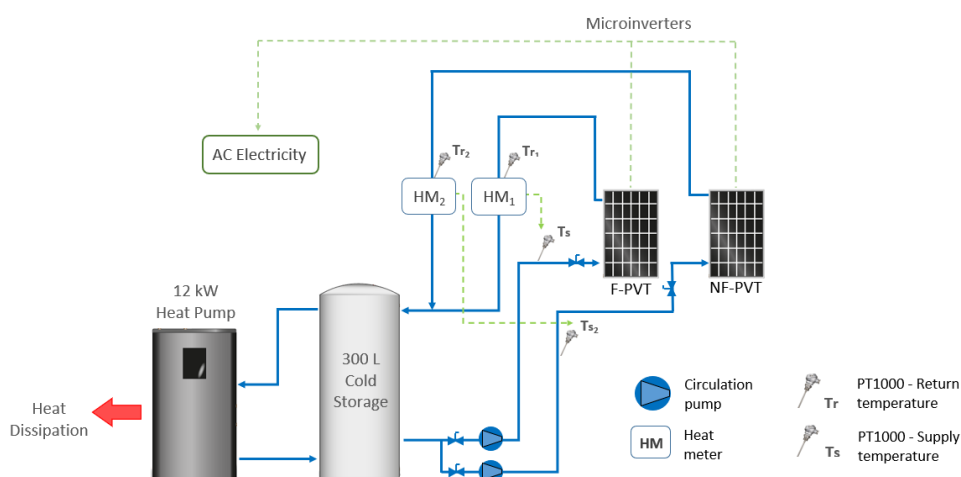 Microinverters
AC Electricity
Tr₂
Tr₁
HM₂
HM₁
Ts
F-PVT
NF-PVT
12 kW
Heat Pump
Ts₂
300 L
Cold
Storage
Heat
Dissipation
Circulation
pump
PT1000 - Return
temperature
Tr
HM
Heat
meter
PT1000 - Supply
temperature
Ts